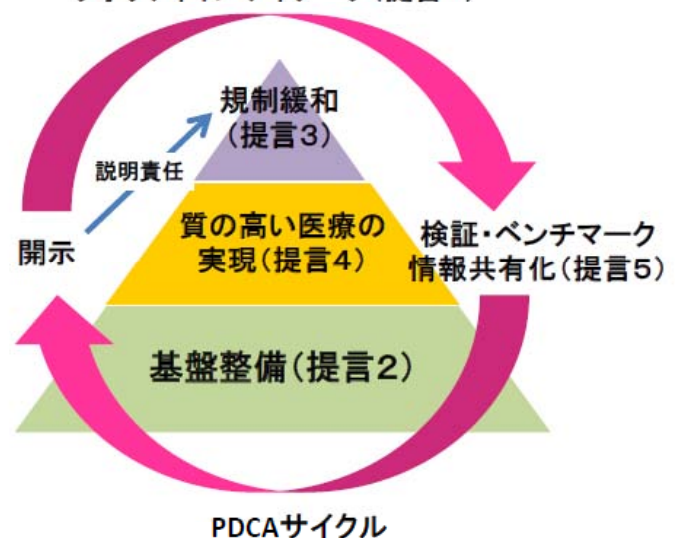 規制緩和
(提言3)
説明責任
質の高い医療の
実現(提言4)
開示
検証・ベンチマーク
情報共有化(提言5)
基盤整備(提言2)
PDCAサイクル